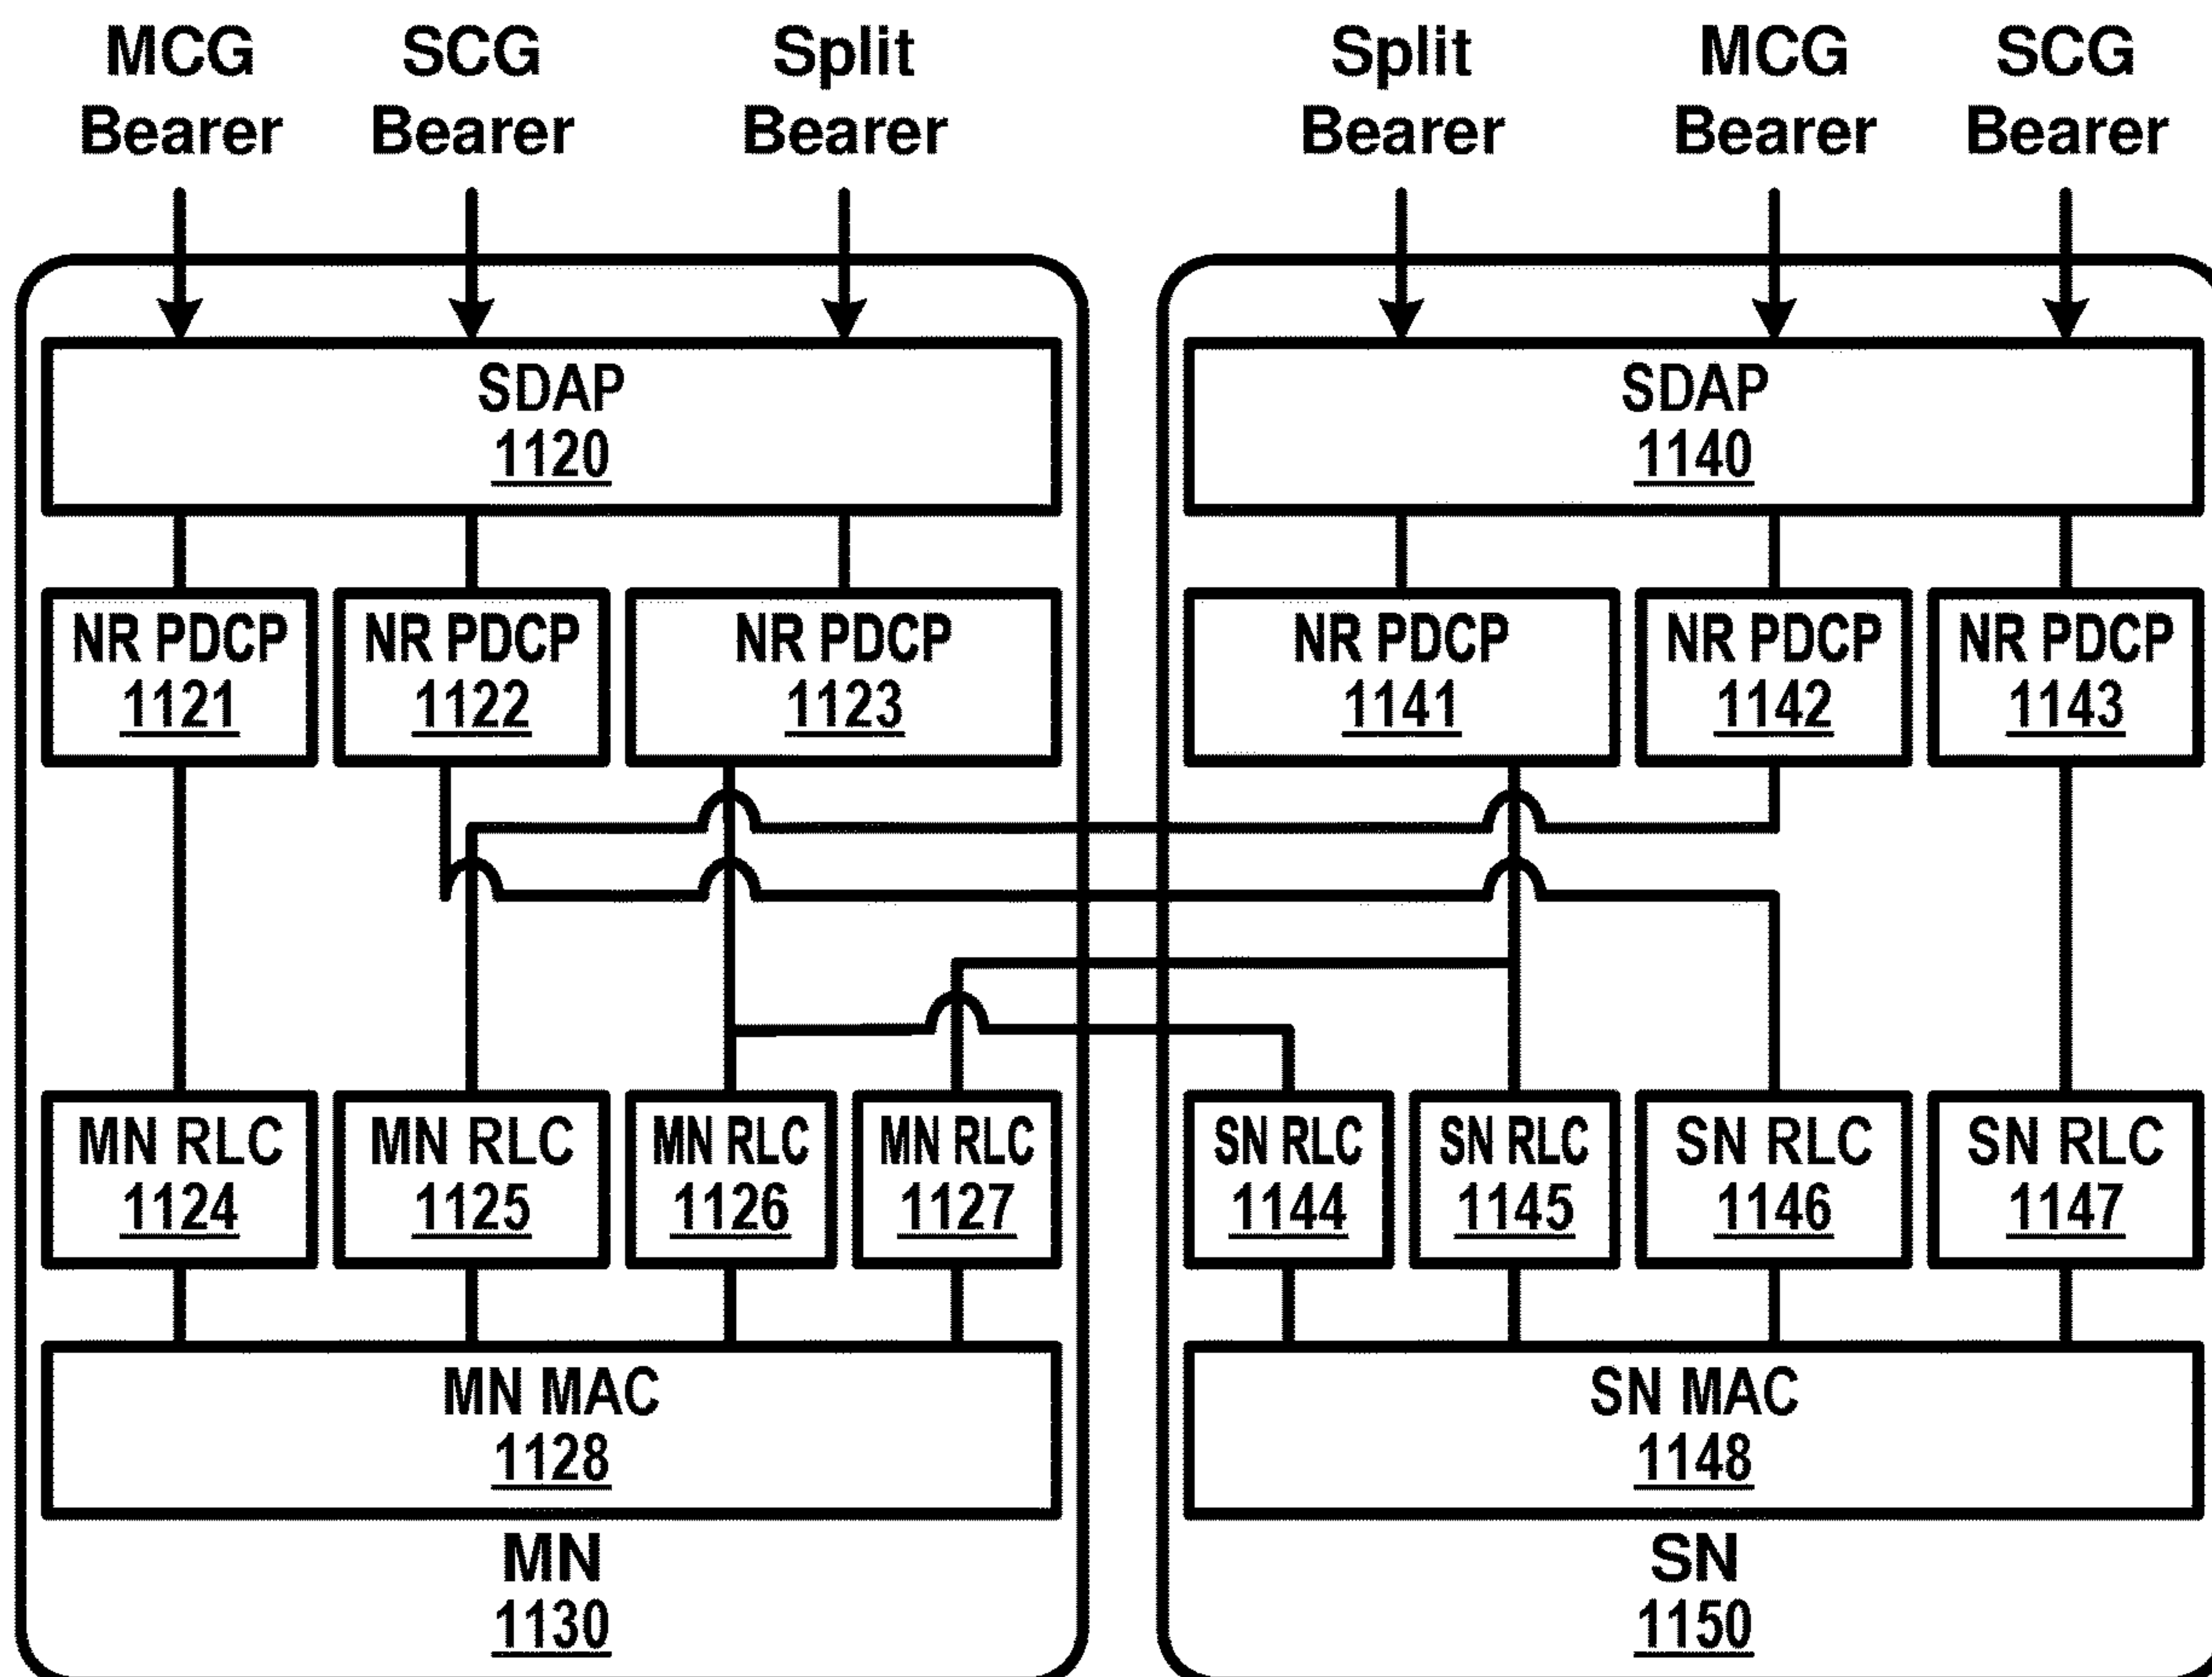 MCG
Bearer
SCG
Bearer
Split
Bearer
Split
Bearer
MCG
Bearer
SCG
Bearer
SDAP
1120
SDAP
1140
NR PDCP
1121
NR PDCP
1122
NR PDCP
1123
NR PDCP
1141
NR PDCP
1142
NR PDCP
1143
MN RLC
1124
MN RLC
1125
MN RLC
1126
MN RLC
1127
SN RLC
1144
SN RLC
1145
SN RLC
1146
SN RLC
1147
MN MAC
1128
SN MAC
1148
MN
1130
SN
1150